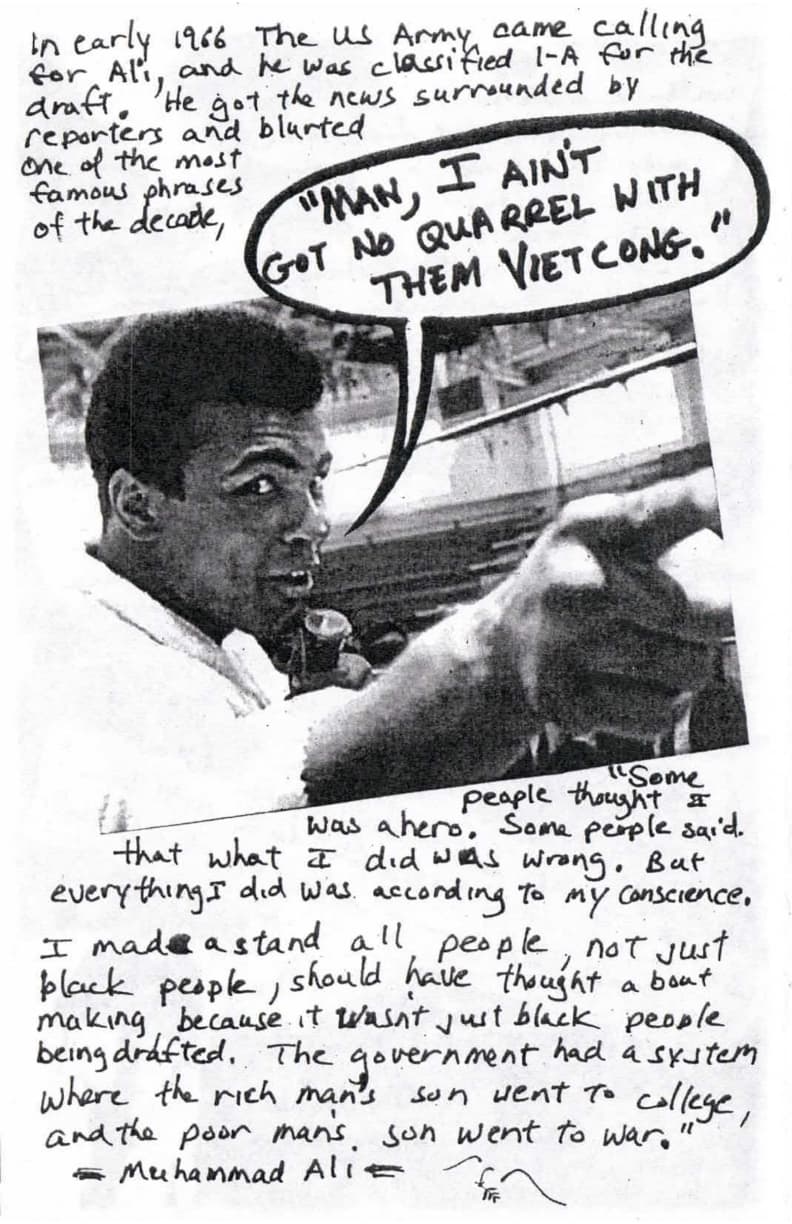 In early 1966 The US Army came calling
for Ali, and he was classified 1-A for the
draft. He got the news surrounded by
reporters and blurted
one of the most
famous phrases
of the decade,
"MAN, I AIN'T
GOT NO QUARREL WITH
THEM VIETCONG."
"Some
people thought I
was a hero. Some people said
that what I did was wrong. But
everything I did was according to my conscience.
I made a stand all people, not just
black people, should have thought about
making because it wasn't just black people
being drafted. The government had a system
where the rich man's son went to college,
and the poor man's son went to war."
= Muhammad Ali =